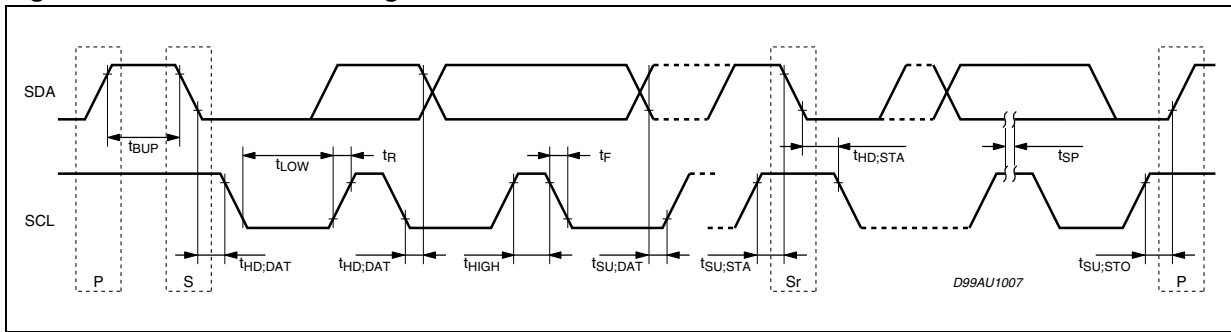 SDA
tBUP
tLOW
tR
tF
tHD;STA
tSP
SCL
tHD;DAT
tHD;DAT
tHIGH
tSU;DAT
tSU;STA
tSU;STO
P
S
Sr
D99AU1007
P